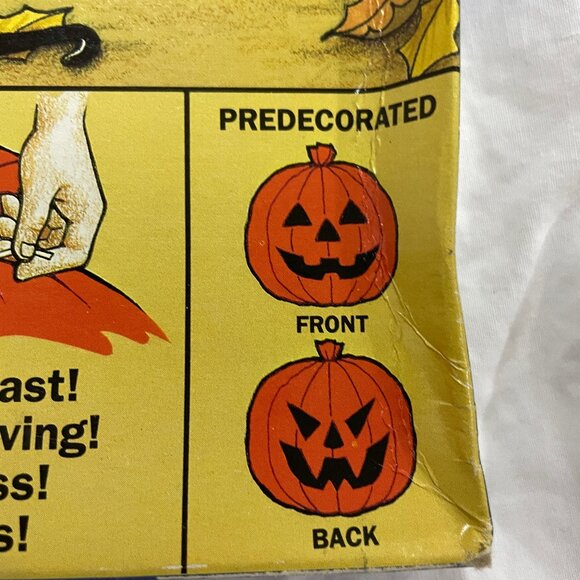 PREDECORATED
FRONT
BACK
ast!
ving!
ss!
s!